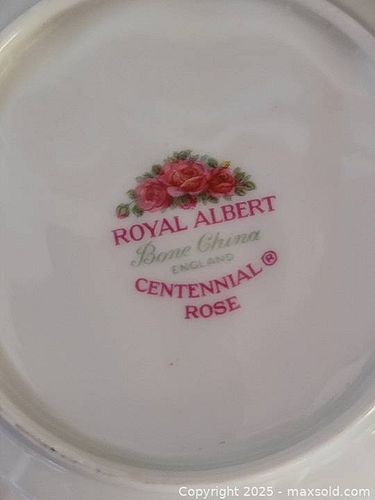 ROYAL ALBERT
Bone China
ENGLAND
CENTENNIAL ®
ROSE
Copyright 2025 - maxsold.com